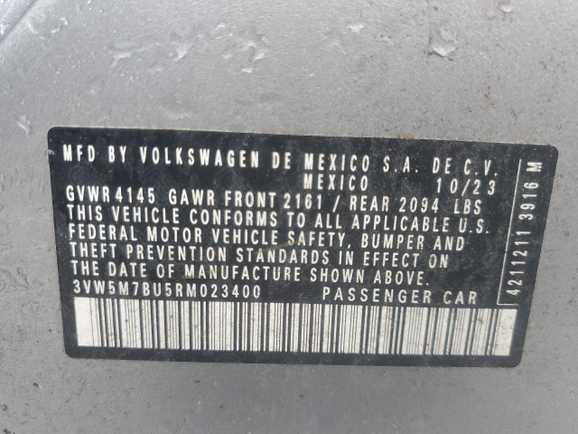 MFD BY VOLKSWAGEN DE MEXICO S.A. DE C.V.
MEXICO 10/23
GVWR 4145 GAWR FRONT 2161 / REAR 2094 LBS
THIS VEHICLE CONFORMS TO ALL APPLICABLE U.S.
FEDERAL MOTOR VEHICLE SAFETY, BUMPER AND
THEFT PREVENTION STANDARDS IN EFFECT ON
THE DATE OF MANUFACTURE SHOWN ABOVE.
3VW5M7BU5RM023400 PASSENGER CAR
4211211 3916 M